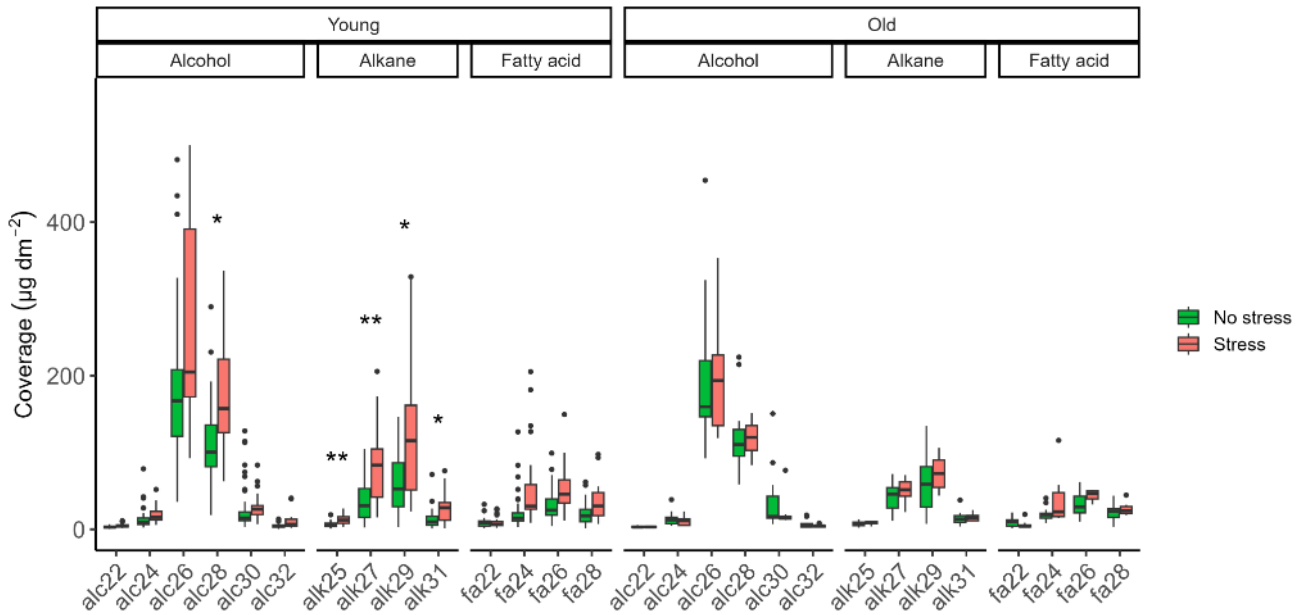 Young Old
Alcohol Alkane Fatty acid Alcohol Alkane Fatty acid
Coverage (µg dm⁻²)
400
200
0
*
**
*
*
**
alc22 alc24 alc26 alc28 alc30 alc32 alk25 alk27 alk29 alk31 fa22 fa24 fa26 fa28 alc22 alc24 alc26 alc28 alc30 alc32 alk25 alk27 alk29 alk31 fa22 fa24 fa26 fa28
No stress
Stress